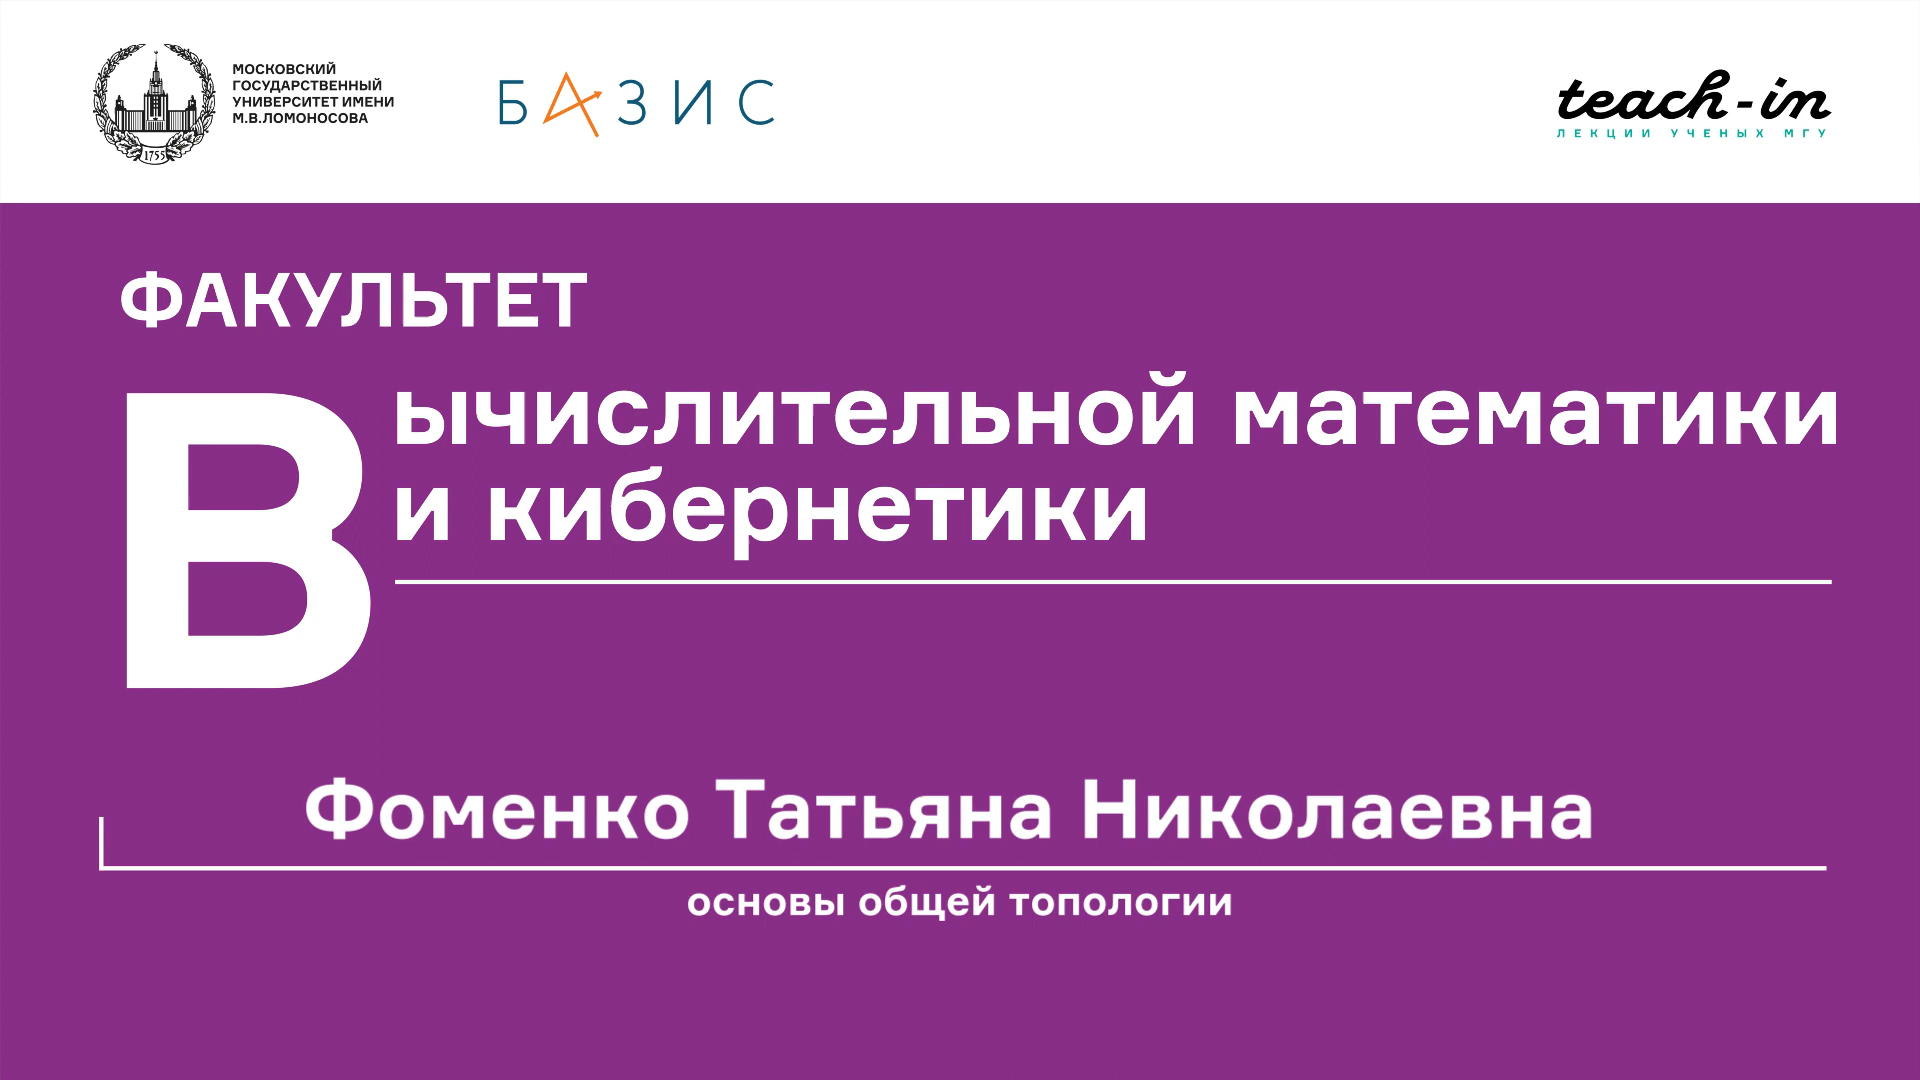 МОСКОВСКИЙ
ГОСУДАРСТВЕННЫЙ
УНИВЕРСИТЕТ ИМЕНИ
М.В.ЛОМОНОСОВА
1755
БАЗИС
teach-in
ЛЕКЦИИ УЧЕНЫХ МГУ
ФАКУЛЬТЕТ
Вычислительной математики
и кибернетики
Фоменко Татьяна Николаевна
основы общей топологии